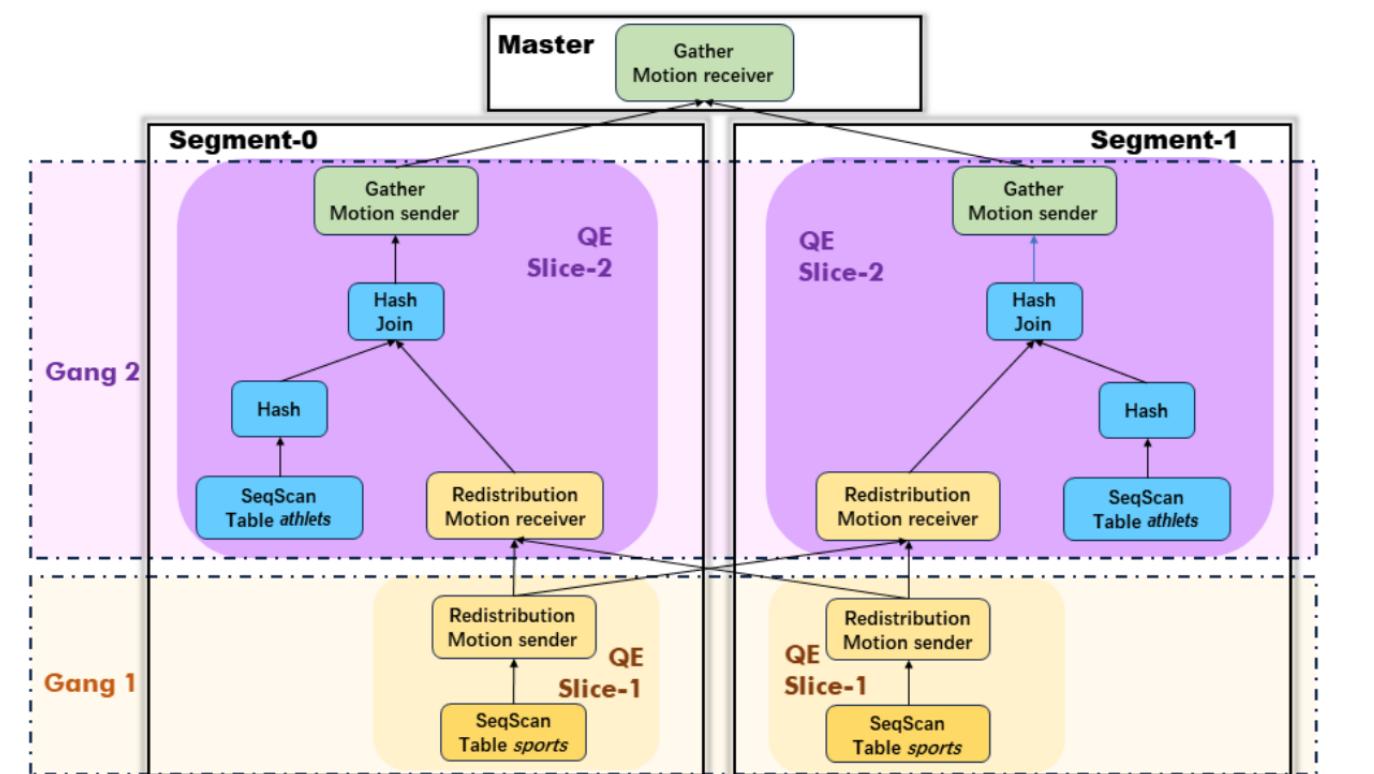 Master
Gather
Motion receiver
Segment-0
Segment-1
Gather
Motion sender
QE
Slice-2
Gather
Motion sender
QE
Slice-2
Hash
Join
Hash
Join
Gang 2
Hash
Hash
SeqScan
Table athlets
Redistribution
Motion receiver
Redistribution
Motion receiver
SeqScan
Table athlets
Redistribution
Motion sender
QE
Slice-1
Redistribution
Motion sender
QE
Slice-1
Gang 1
SeqScan
Table sports
SeqScan
Table sports